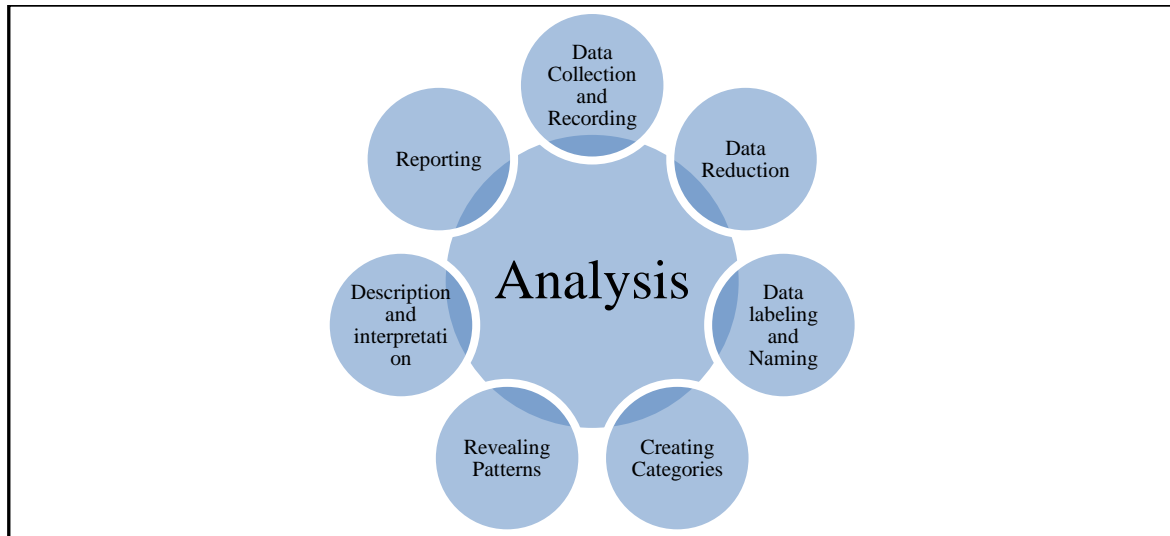 Data
Collection
and
Recording
Data
Reduction
Data
labeling
and
Naming
Creating
Categories
Revealing
Patterns
Description
and
interpretati
on
Reporting
Analysis